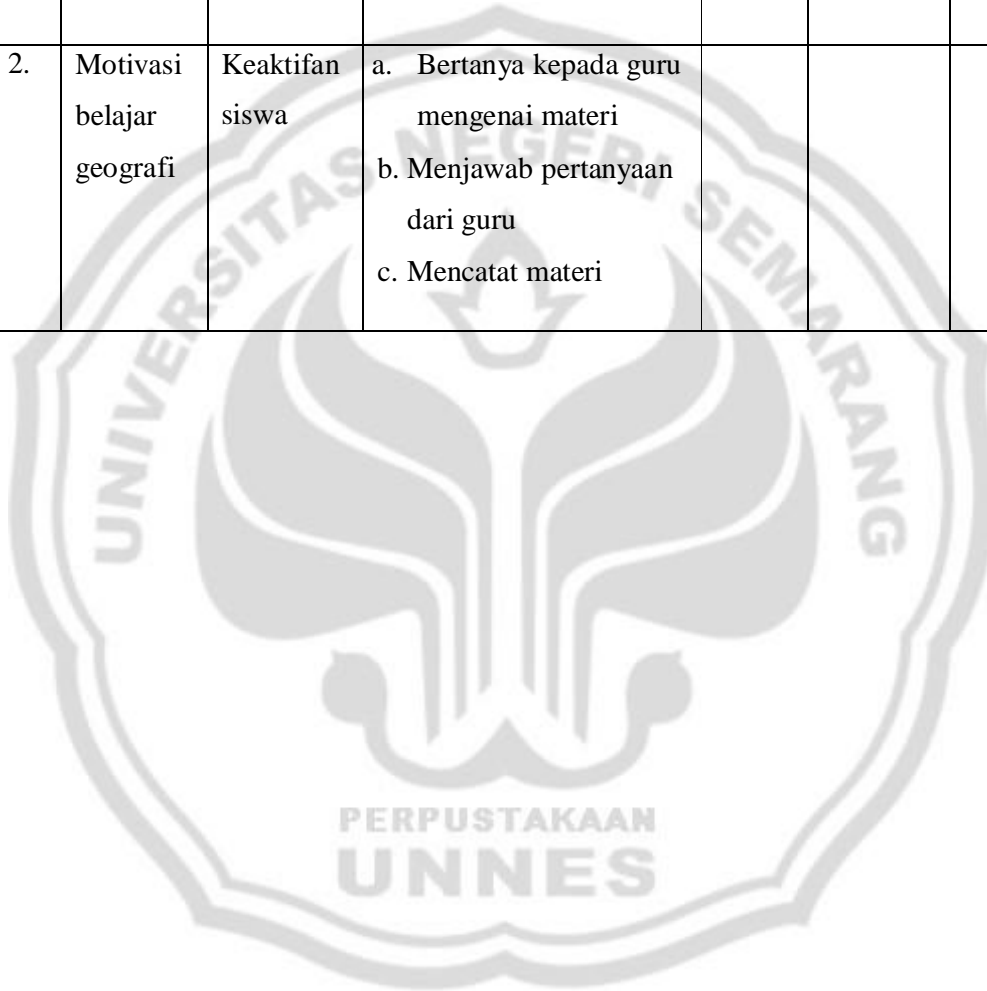 2. Motivasi belajar geografi Keaktifan siswa a. Bertanya kepada guru
mengenai materi
b. Menjawab pertanyaan
dari guru
c. Mencatat materi
UNIVERSITAS NEGERI SEMARANG
PERPUSTAKAAN
UNNES